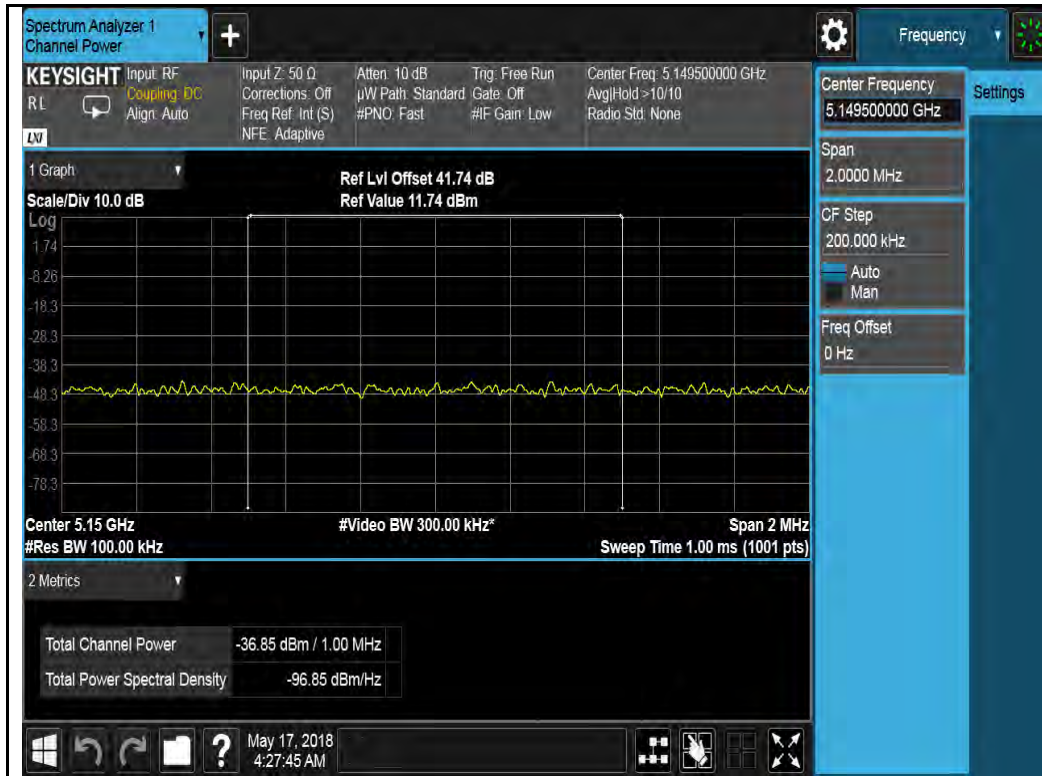 Spectrum Analyzer 1
Channel Power
+
Frequency
KEYSIGHT
RL
LXI
Input: RF
Coupling: DC
Align: Auto
Input Z: 50 Ω
Corrections: Off
Freq Ref: Int (S)
NFE: Adaptive
Atten: 10 dB
µW Path: Standard
#PNO: Fast
Trig: Free Run
Gate: Off
#IF Gain: Low
Center Freq: 5.149500000 GHz
Avg|Hold >10/10
Radio Std: None
1 Graph
Scale/Div 10.0 dB
Ref Lvl Offset 41.74 dB
Ref Value 11.74 dBm
Log
1.74
-8.26
-18.3
-28.3
-38.3
-48.3
-58.3
-68.3
-78.3
Center 5.15 GHz
#Res BW 100.00 kHz
#Video BW 300.00 kHz*
Span 2 MHz
Sweep Time 1.00 ms (1001 pts)
2 Metrics
Total Channel Power -36.85 dBm / 1.00 MHz
Total Power Spectral Density -96.85 dBm/Hz
?
May 17, 2018
4:27:45 AM
Center Frequency
5.149500000 GHz
Span
2.0000 MHz
CF Step
200.000 kHz
Auto
Man
Freq Offset
0 Hz
Settings